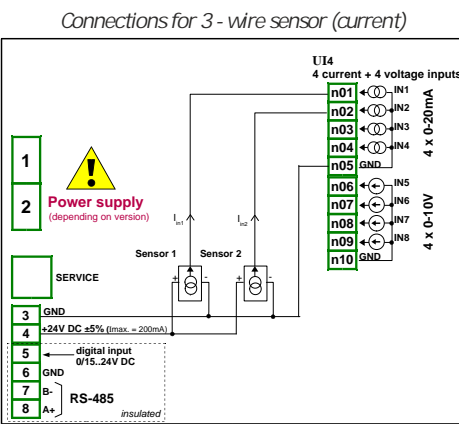 Connections for 3 - wire sensor (current)
UI4
4 current + 4 voltage inputs
n01 IN1
n02 IN2
n03 IN3
n04 IN4
n05 GND
4 x 0-20mA
n06 IN5
n07 IN6
n08 IN7
n09 IN8
n10 GND
4 x 0-10V
1
2
Power supply
(depending on version)
Iin1
Iin2
Sensor 1 Sensor 2
+ - + -
SERVICE
3 GND
4 +24V DC ±5% (Imax. = 200mA)
5 digital input
0/15..24V DC
6 GND
7 B-
8 A+
RS-485
insulated